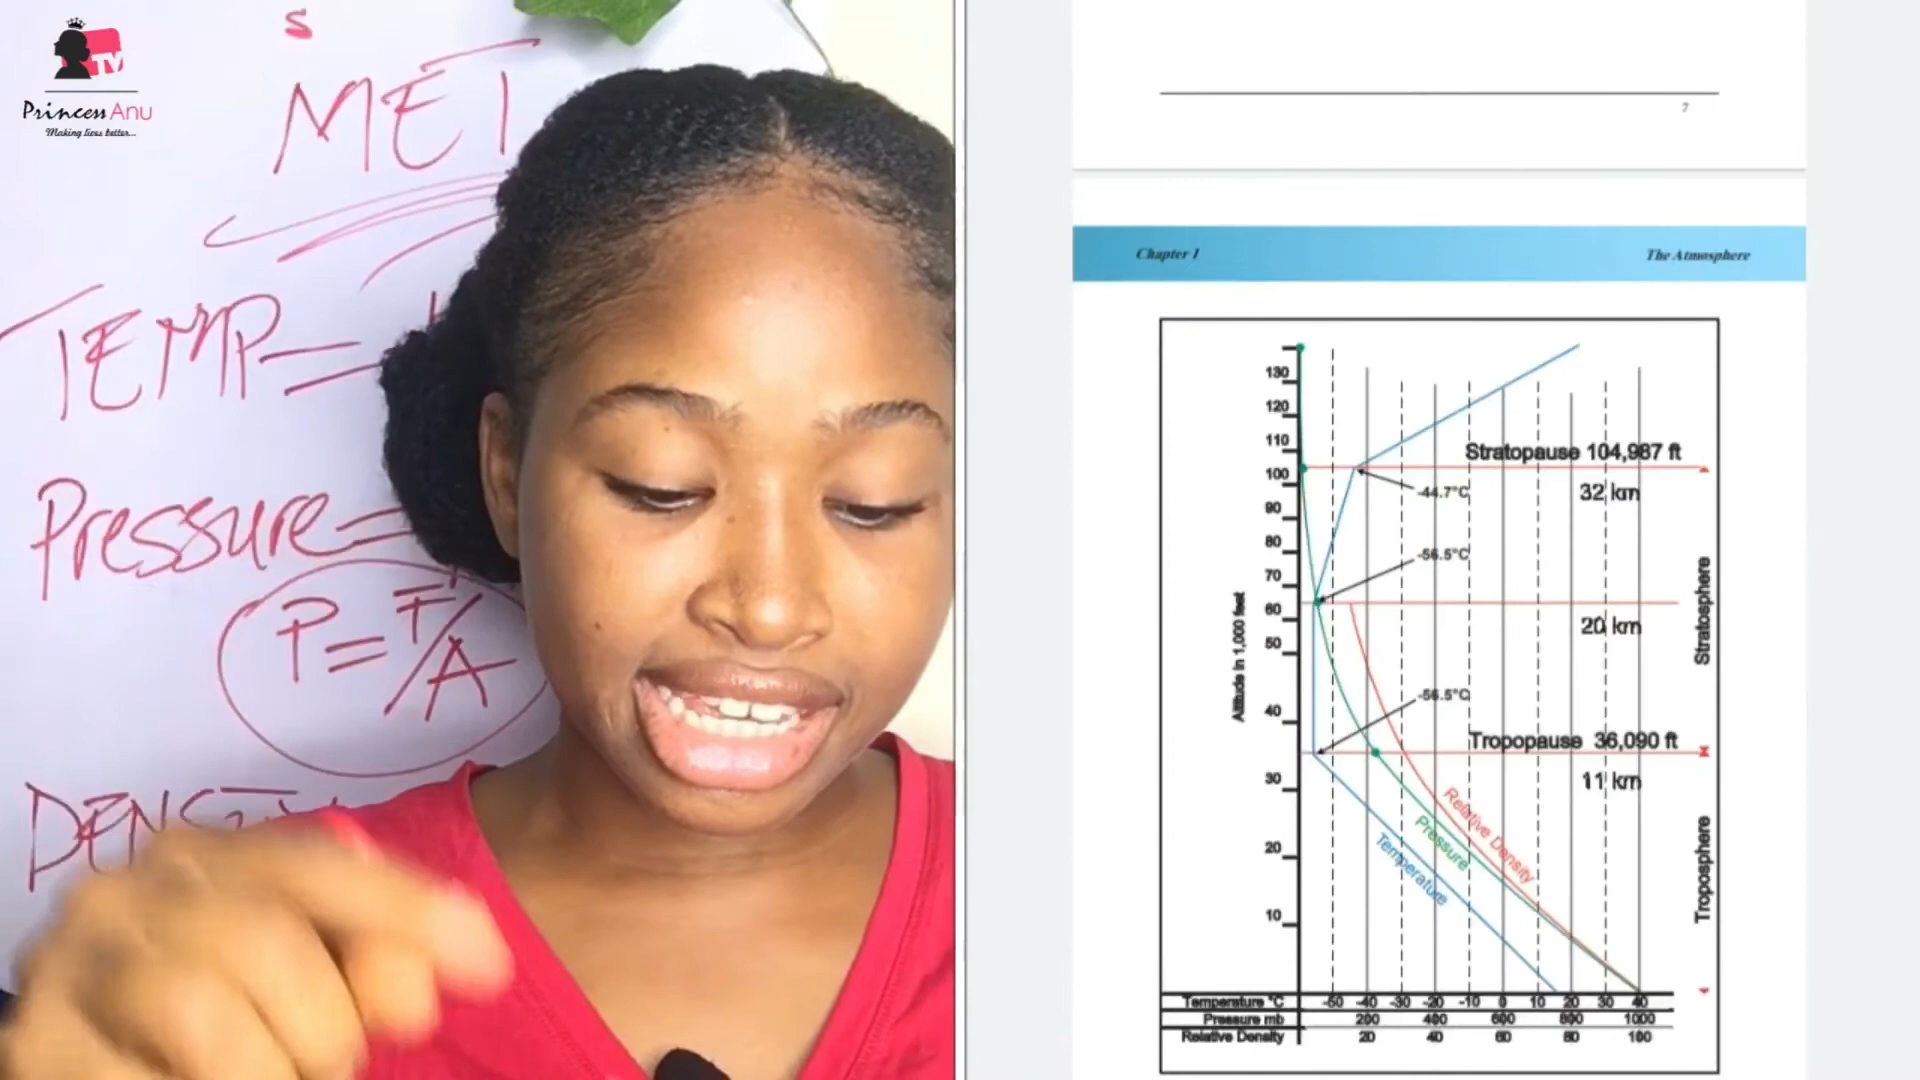 TV
Princess Anu
Making lives better...
S
MET
TEMP=
Pressure=
P=F/A
7
Chapter 1
The Atmosphere
130
120
110
100
90
80
70
60
50
40
30
20
10
Altitude in 1,000 feet
Stratopause 104,987 ft
32 km
-44.7°C
-56.5°C
20 km
Stratosphere
-56.5°C
Tropopause 36,090 ft
11 km
Relative Density
Pressure
Temperature
Troposphere
Temperature °C -50 -40 -30 -20 -10 0 10 20 30 40
Pressure mb 200 400 600 800 1000
Relative Density 20 40 60 80 100